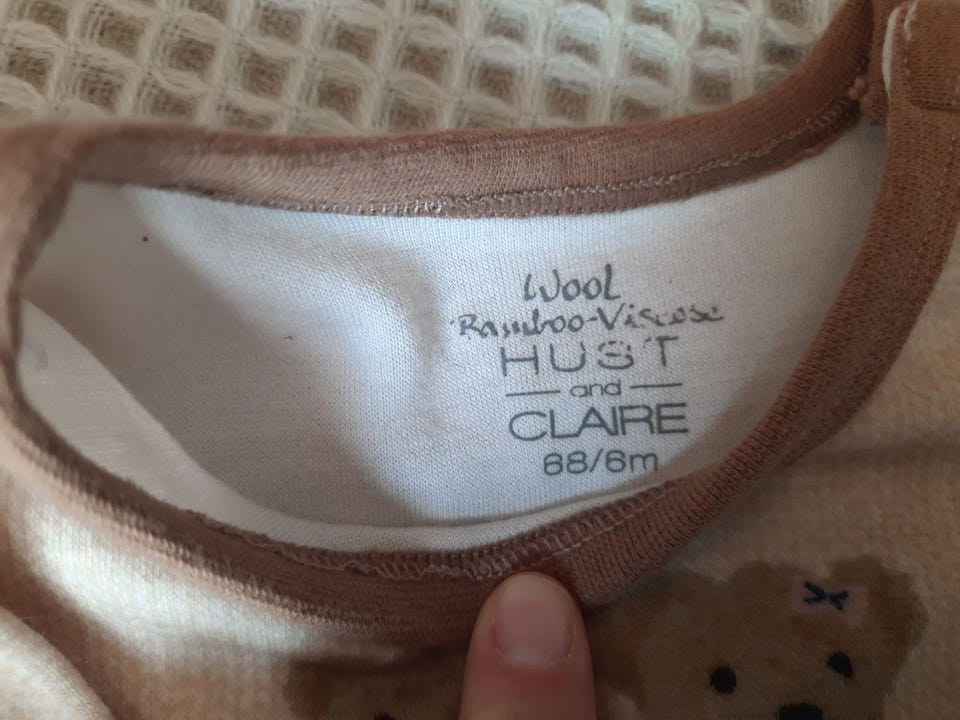 Wool
Bamboo-Viscose
HUST
and
CLAIRE
68/6m